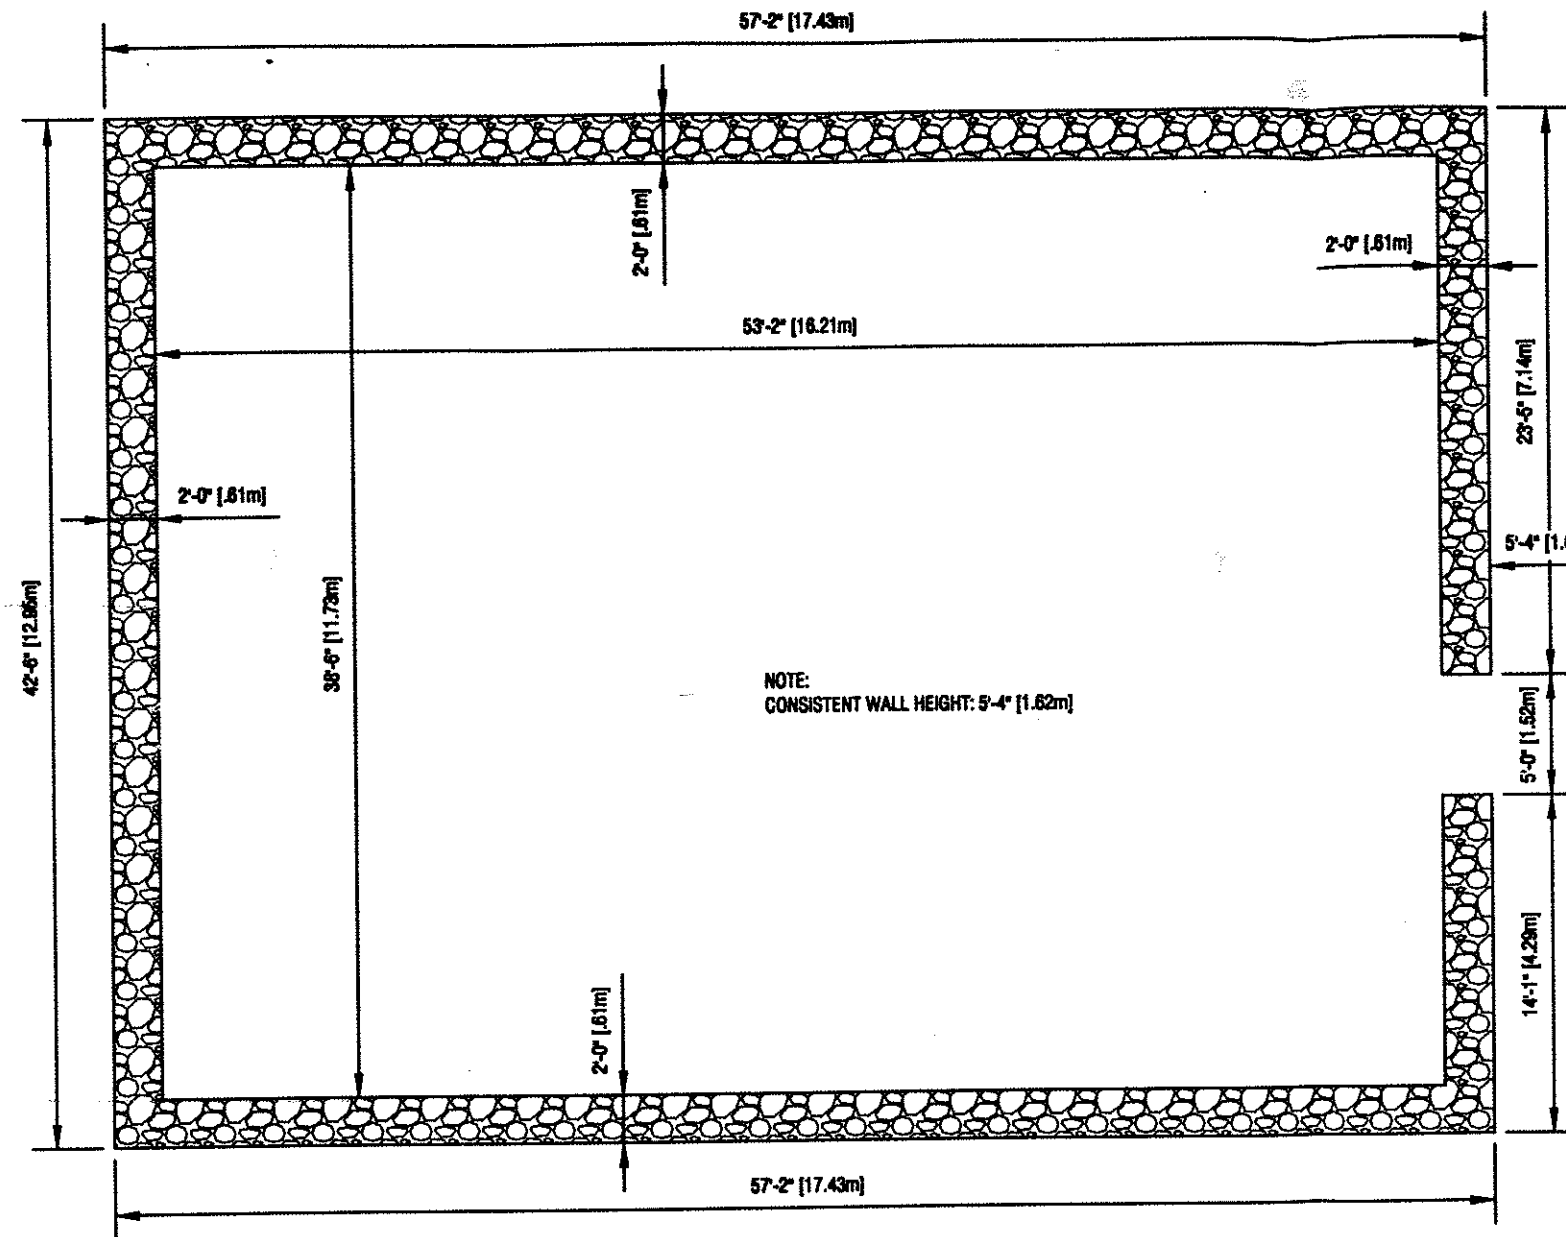 57'-2" [17.43m]
2'-0" [.61m]
2'-0" [.61m]
53'-2" [16.21m]
23'-5" [7.14m]
2'-0" [.61m]
5'-4" [1.6
42'-6" [12.95m]
38'-6" [11.73m]
NOTE:
CONSISTENT WALL HEIGHT: 5'-4" [1.62m]
5'-0" [1.52m]
14'-1" [4.29m]
2'-0" [.61m]
57'-2" [17.43m]